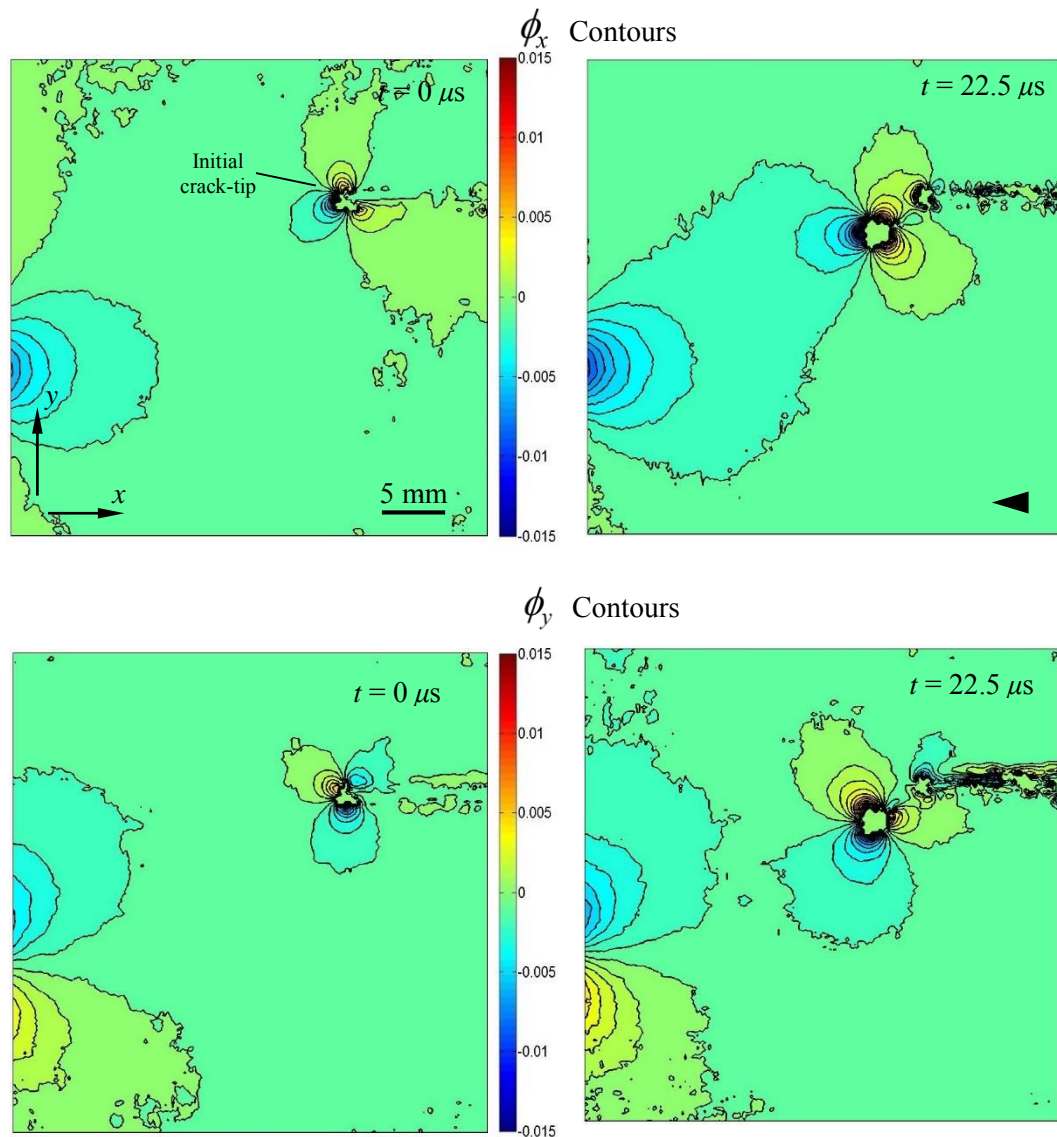 ϕx Contours
t = 0 μs
t = 22.5 μs
Initial
crack-tip
0.015
0.01
0.005
0
-0.005
-0.01
-0.015
y
x
5 mm
ϕy Contours
t = 0 μs
t = 22.5 μs
0.015
0.01
0.005
0
-0.005
-0.01
-0.015